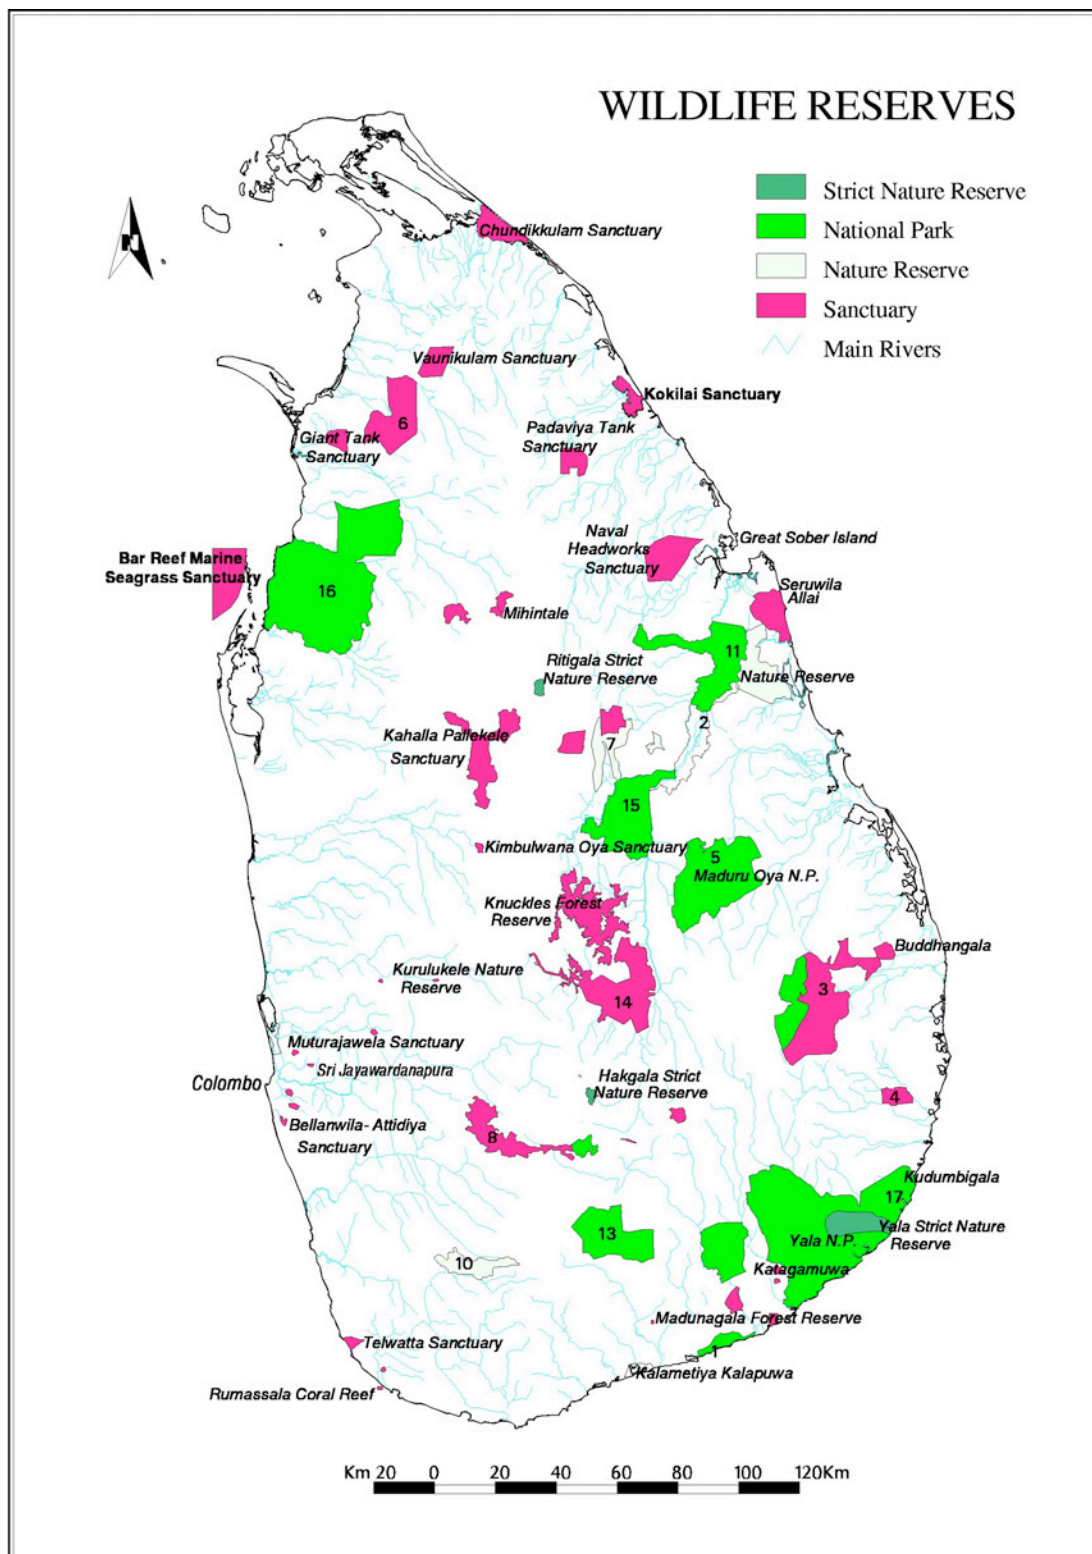 WILDLIFE RESERVES
Strict Nature Reserve
National Park
Nature Reserve
Sanctuary
Main Rivers
N
Chundikkulam Sanctuary
Vaunikulam Sanctuary
Kokilai Sanctuary
6
Giant Tank
Sanctuary
Padaviya Tank
Sanctuary
Naval
Headworks
Sanctuary
Great Sober Island
Bar Reef Marine
Seagrass Sanctuary
16
Seruwila
Allai
Mihintale
11
Ritigala Strict
Nature Reserve
Nature Reserve
2
Kahalla Pallekele
Sanctuary
7
15
Kimbulwana Oya Sanctuary
5
Maduru Oya N.P.
Knuckles Forest
Reserve
Buddhangala
Kurulukele Nature
Reserve
14
3
Muturajawela Sanctuary
Sri Jayawardanapura
Colombo
Hakgala Strict
Nature Reserve
4
Bellanwila- Attidiya
Sanctuary
8
Kudumbigala
17
13
Yala N.P.
Yala Strict Nature
Reserve
10
Katagamuwa
Madunagala Forest Reserve
Telwatta Sanctuary
1
Kalametiya Kalapuwa
Rumassala Coral Reef
Km 20 0 20 40 60 80 100 120Km